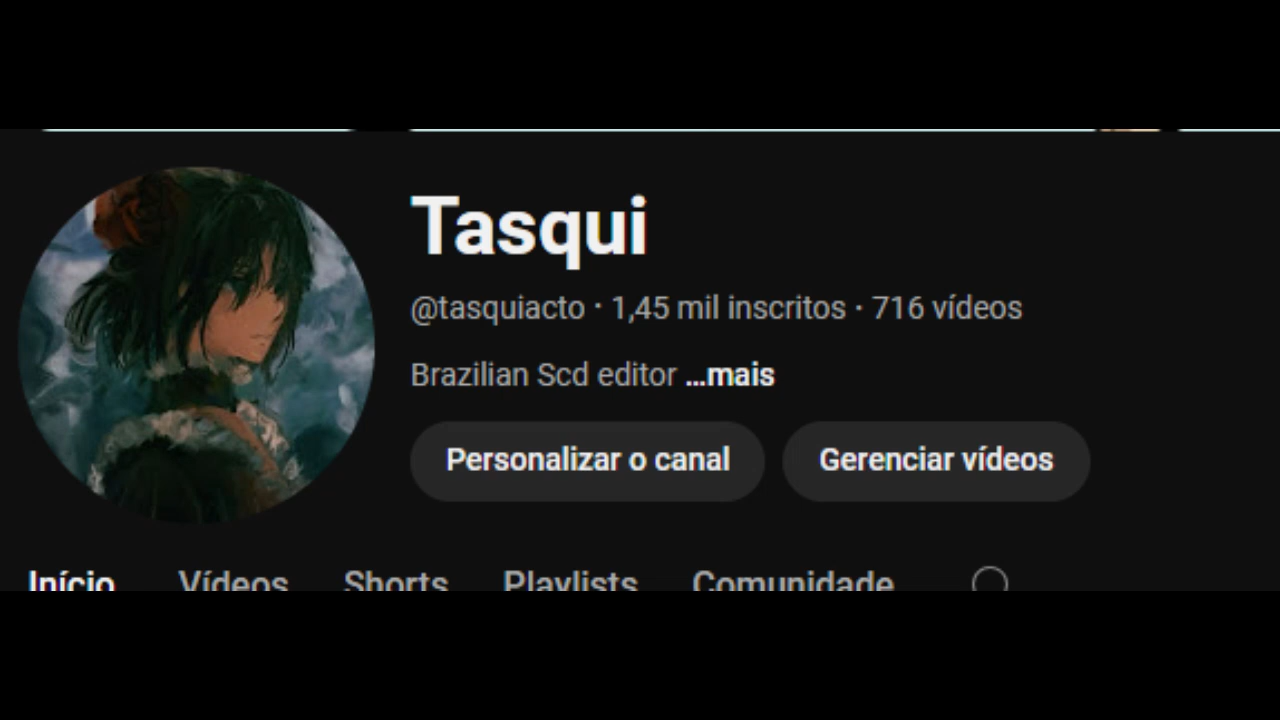 Tasqui
@tasquiacto · 1,45 mil inscritos · 716 vídeos
Brazilian Scd editor ...mais
Personalizar o canal Gerenciar vídeos
Início Vídeos Shorts Playlists Comunidade